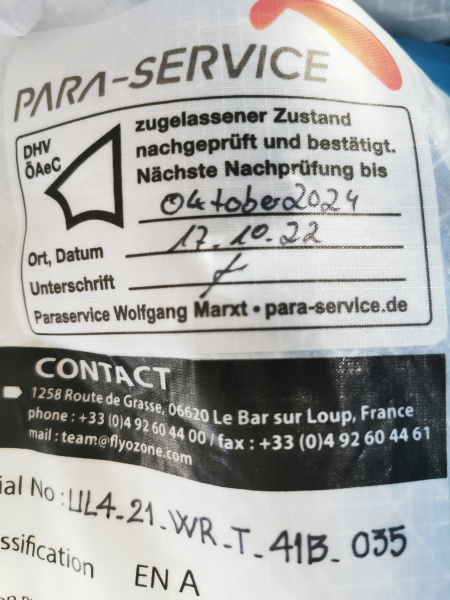 PARA-SERVICE
DHV
ÖAeC
zugelassener Zustand
nachgeprüft und bestätigt.
Nächste Nachprüfung bis
Oktober 2024
Ort, Datum 17.10.22
Unterschrift
Paraservice Wolfgang Marxt • para-service.de
CONTACT
1258 Route de Grasse, 06620 Le Bar sur Loup, France
phone : +33 (0)4 92 60 44 00 / fax : +33 (0)4 92 60 44 61
mail : team@flyozone.com
ial No : UL4-21-WR-T-41B-035
ssification EN A